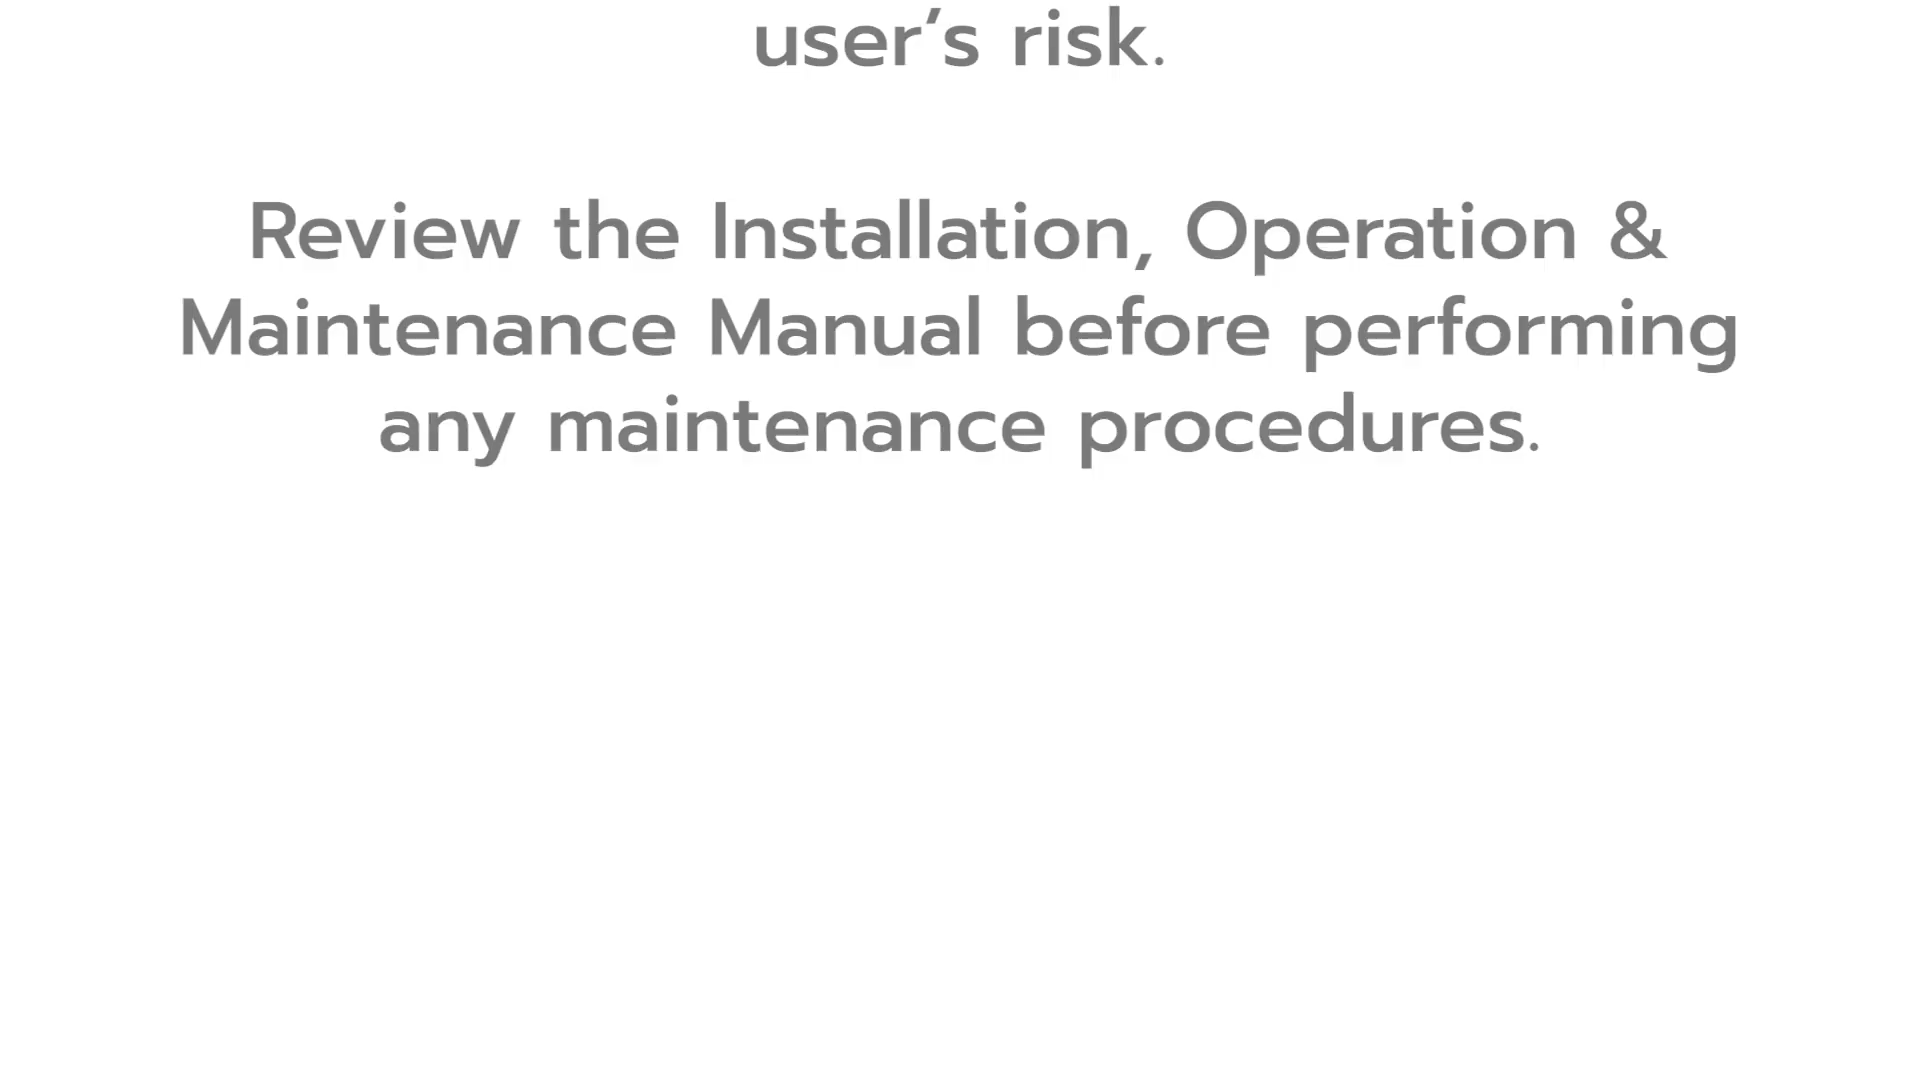 user’s risk.
Review the Installation, Operation &
Maintenance Manual before performing
any maintenance procedures.